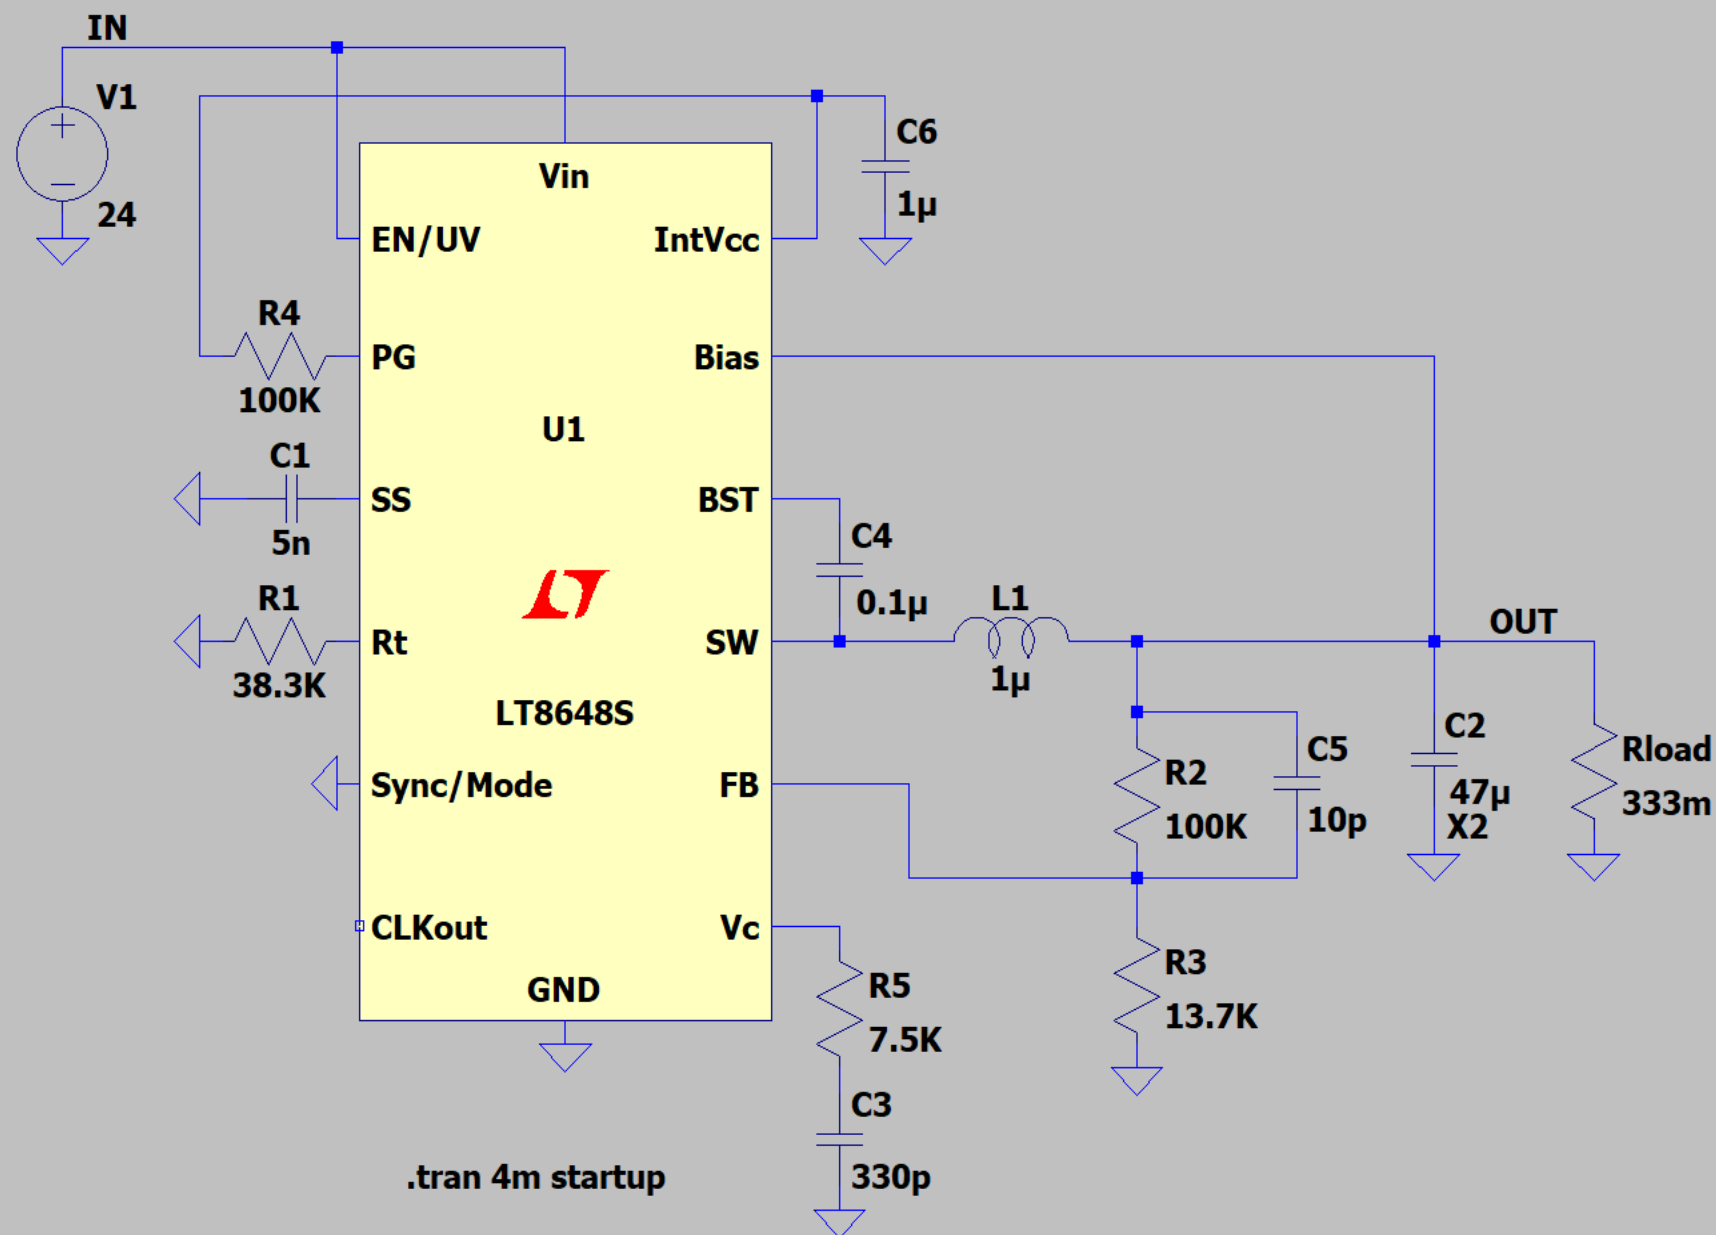 IN
V1
24
Vin
C6
1µ
EN/UV
IntVcc
R4
100K
PG
Bias
U1
C1
5n
SS
BST
C4
0.1µ
R1
38.3K
Rt
SW
L1
1µ
OUT
LT8648S
Sync/Mode
FB
R2
100K
C5
10p
C2
47µ
X2
Rload
333m
CLKout
Vc
GND
R5
7.5K
R3
13.7K
C3
330p
.tran 4m startup